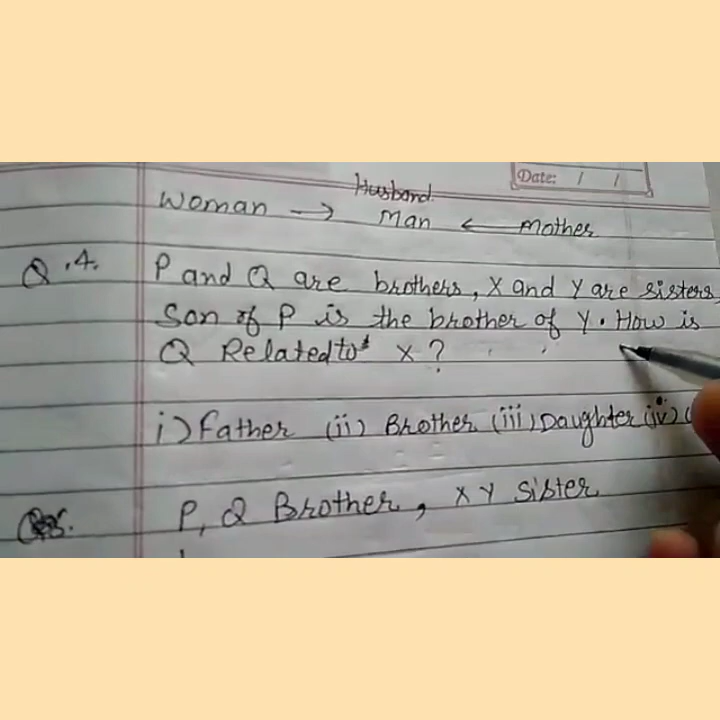 Date: / /
Husband
Woman → Man ← Mother
Q.4. P and Q are brothers, X and Y are sisters,
Son of P is the brother of Y. How is
Q Related to X?
i) Father (ii) Brother (iii) Daughter (iv) (
P, Q Brother, X Y Sister